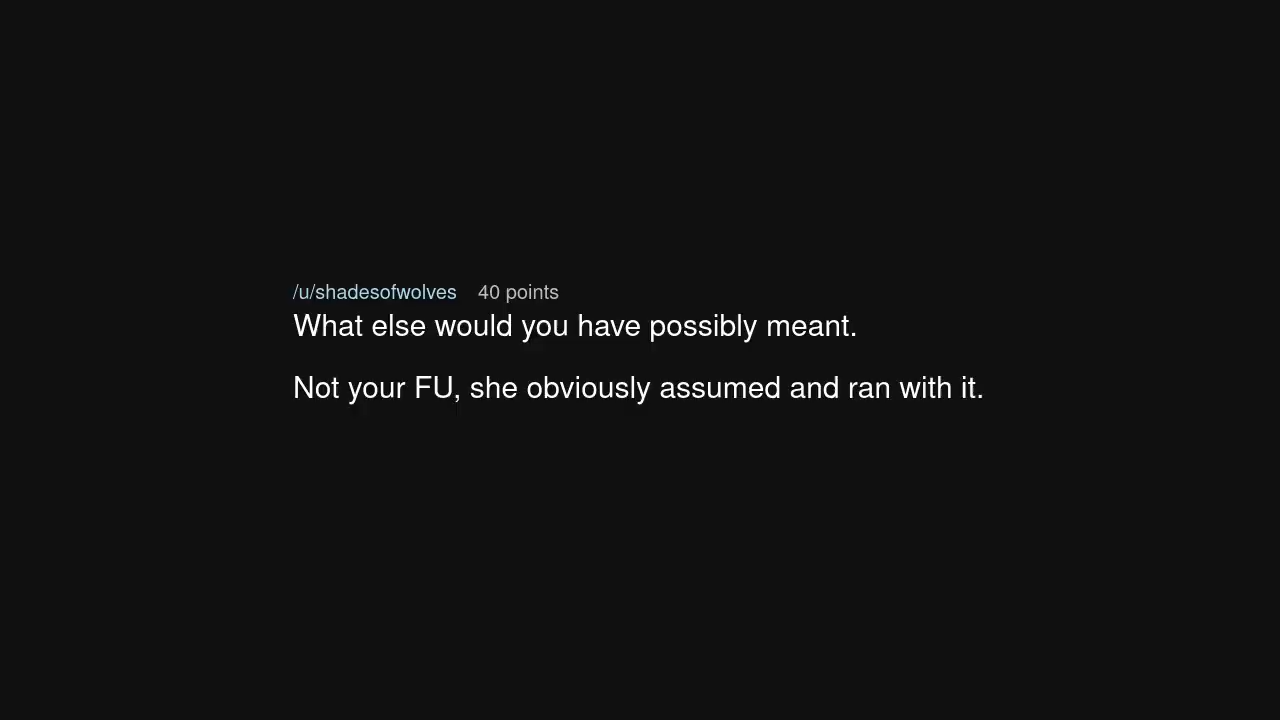 /u/shadesofwolves 40 points
What else would you have possibly meant.
Not your FU, she obviously assumed and ran with it.